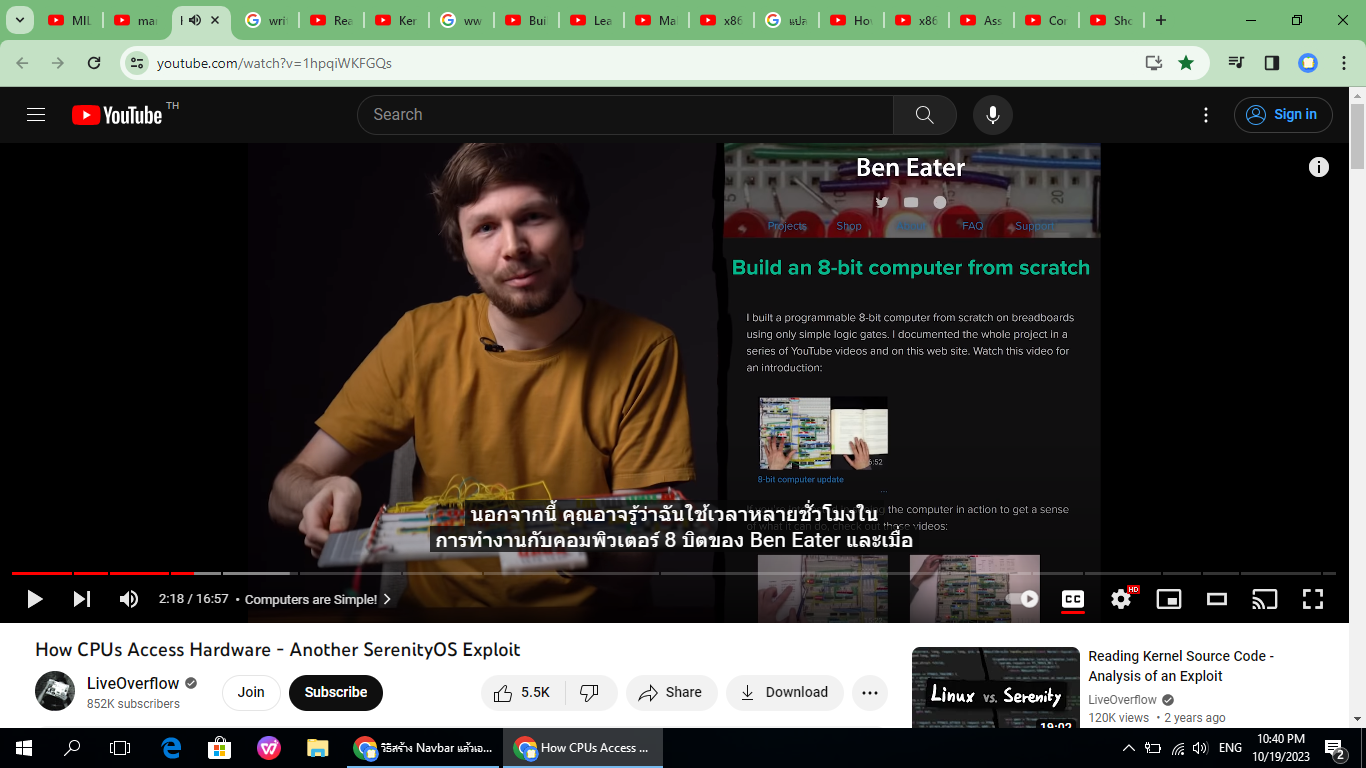 MIL
mar
writ
Rea
Ker
ww
Bui
Lea
Mal
x86
แปล
Hov
x86
Ass
Cor
Sho
youtube.com/watch?v=1hpqiWKFGQs
YouTube TH
Search
Sign in
Ben Eater
Projects Shop About FAQ Support
Build an 8-bit computer from scratch
I built a programmable 8-bit computer from scratch on breadboards
using only simple logic gates. I documented the whole project in a
series of YouTube videos and on this web site. Watch this video for
an introduction:
8-bit computer update
the computer in action to get a sense
of what it can do, check out these videos:
นอกจากนี้ คุณอาจรู้ว่าฉันใช้เวลาหลายชั่วโมงใน
การทำงานกับคอมพิวเตอร์ 8 บิตของ Ben Eater และเมื่อ
2:18 / 16:57 • Computers are Simple!
CC
HD
How CPUs Access Hardware - Another SerenityOS Exploit
LiveOverflow
852K subscribers
Join
Subscribe
5.5K
Share
Download
Linux vs. Serenity
19:02
Reading Kernel Source Code -
Analysis of an Exploit
LiveOverflow
120K views • 2 years ago
วิธีสร้าง Navbar แล้วเอ...
How CPUs Access ...
ENG
10:40 PM
10/19/2023
2